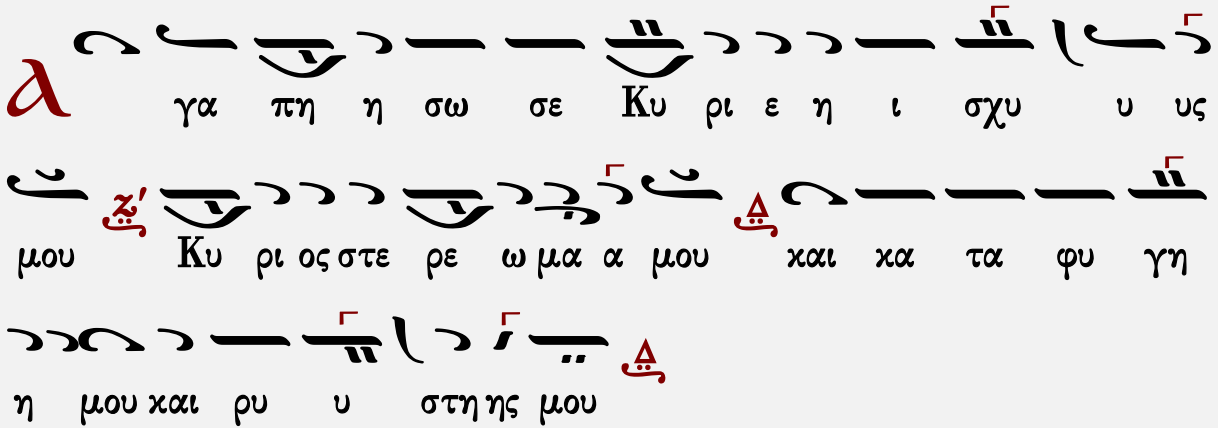 α γα πη η σω σε Κυ ρι ε η ι σχυ υ υς
μου ζ′ Κυ ρι ος στε ρε ω μα α μου Δ και κα τα φυ γη
η μου και ρυ υ στη ης μου Δ